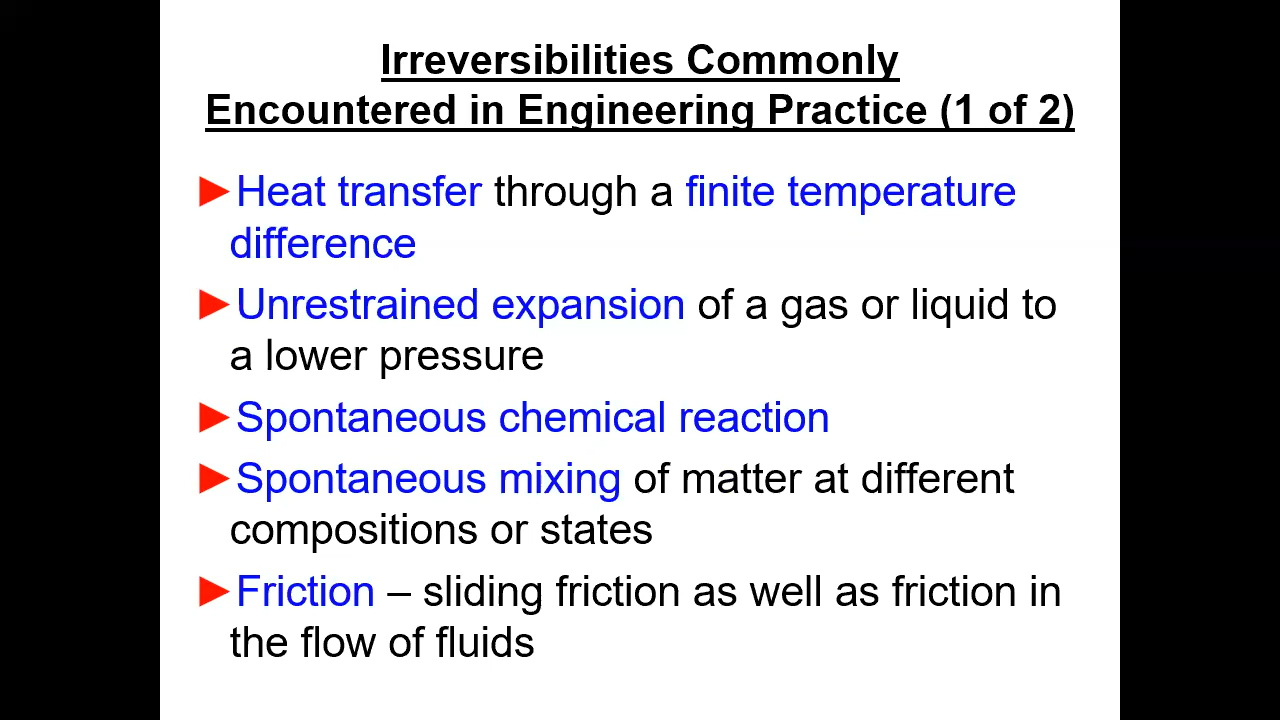 Irreversibilities Commonly
Encountered in Engineering Practice (1 of 2)
►Heat transfer through a finite temperature
difference
►Unrestrained expansion of a gas or liquid to
a lower pressure
►Spontaneous chemical reaction
►Spontaneous mixing of matter at different
compositions or states
►Friction – sliding friction as well as friction in
the flow of fluids